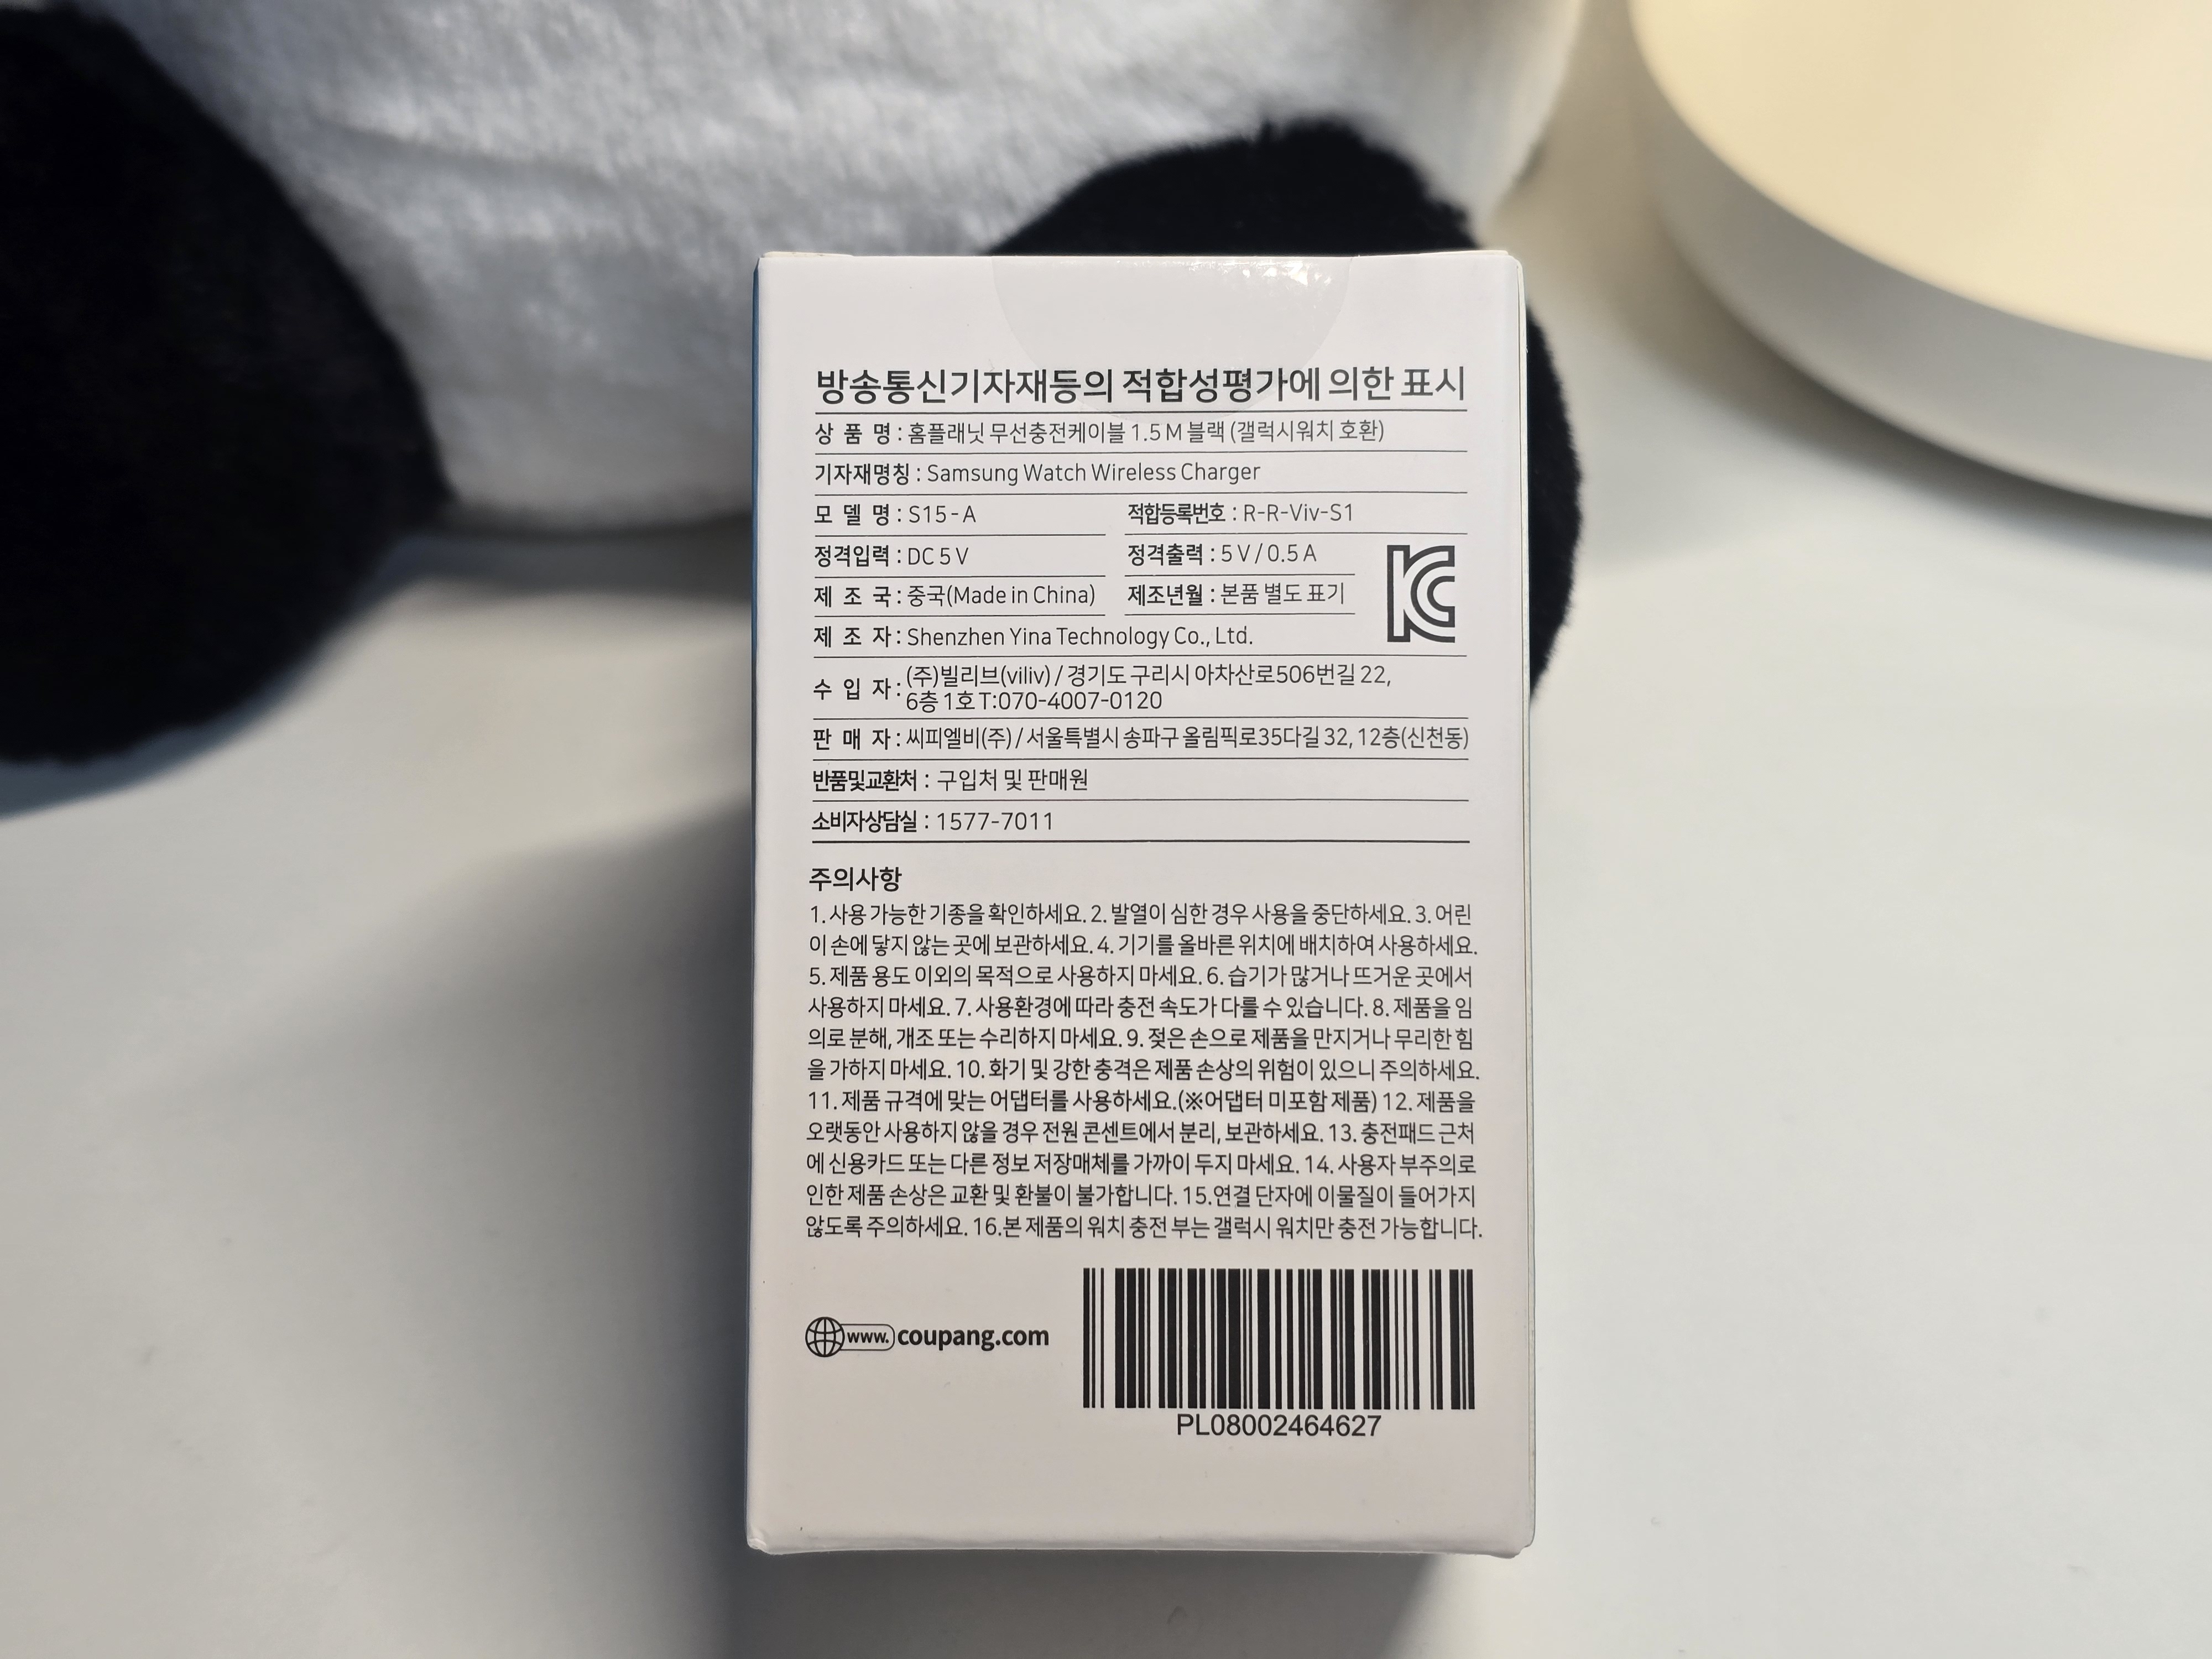 방송통신기자재등의 적합성평가에 의한 표시
상 품 명 : 홈플래닛 무선충전케이블 1.5 M 블랙 (갤럭시워치 호환)
기자재명칭 : Samsung Watch Wireless Charger
모 델 명 : S15-A 적합등록번호 : R-R-Viv-S1
정격입력 : DC 5 V 정격출력 : 5 V / 0.5 A
제 조 국 : 중국(Made in China) 제조년월 : 본품 별도 표기
제 조 자 : Shenzhen Yina Technology Co., Ltd.
수 입 자 : (주)빌리브(viliv) / 경기도 구리시 아차산로506번길 22,
6층 1호 T:070-4007-0120
판 매 자 : 씨피엘비(주) / 서울특별시 송파구 올림픽로35다길 32, 12층(신천동)
반품및교환처 : 구입처 및 판매원
소비자상담실 : 1577-7011
주의사항
1. 사용 가능한 기종을 확인하세요. 2. 발열이 심한 경우 사용을 중단하세요. 3. 어린
이 손에 닿지 않는 곳에 보관하세요. 4. 기기를 올바른 위치에 배치하여 사용하세요.
5. 제품 용도 이외의 목적으로 사용하지 마세요. 6. 습기가 많거나 뜨거운 곳에서
사용하지 마세요. 7. 사용환경에 따라 충전 속도가 다를 수 있습니다. 8. 제품을 임
의로 분해, 개조 또는 수리하지 마세요. 9. 젖은 손으로 제품을 만지거나 무리한 힘
을 가하지 마세요. 10. 화기 및 강한 충격은 제품 손상의 위험이 있으니 주의하세요.
11. 제품 규격에 맞는 어댑터를 사용하세요.(※어댑터 미포함 제품) 12. 제품을
오랫동안 사용하지 않을 경우 전원 콘센트에서 분리, 보관하세요. 13. 충전패드 근처
에 신용카드 또는 다른 정보 저장매체를 가까이 두지 마세요. 14. 사용자 부주의로
인한 제품 손상은 교환 및 환불이 불가합니다. 15.연결 단자에 이물질이 들어가지
않도록 주의하세요. 16.본 제품의 워치 충전 부는 갤럭시 워치만 충전 가능합니다.
www. coupang.com
PL08002464627